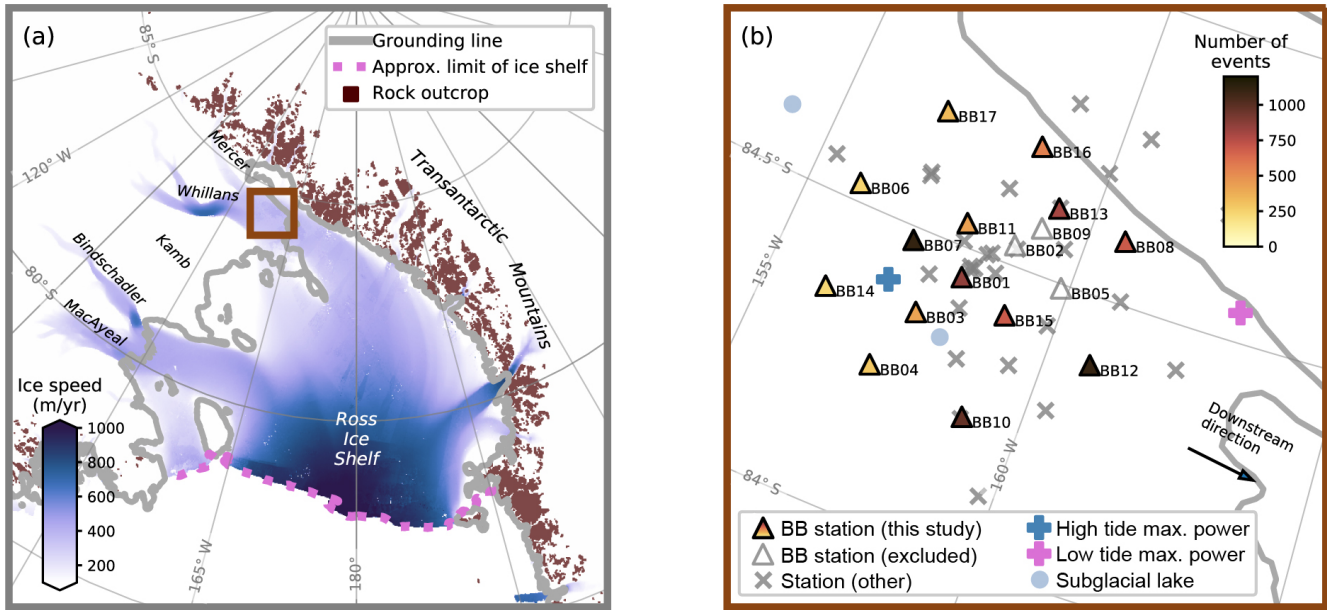 (a)
85° S
Grounding line
Approx. limit of ice shelf
Rock outcrop
120° W
Mercer
Whillans
Transantarctic
Mountains
Kamb
Bindschadler
80° S
MacAyeal
Ice speed
(m/yr)
1000
800
600
400
200
Ross
Ice
Shelf
165° W
180°
(b)
Number of
events
1000
750
500
250
0
84.5° S
BB17
BB16
BB06
BB13
BB11
BB09
BB07
BB02
BB08
155° W
BB14
BB01
BB05
BB03
BB15
BB04
BB12
BB10
Downstream
direction
160° W
84° S
BB station (this study)
BB station (excluded)
Station (other)
High tide max. power
Low tide max. power
Subglacial lake